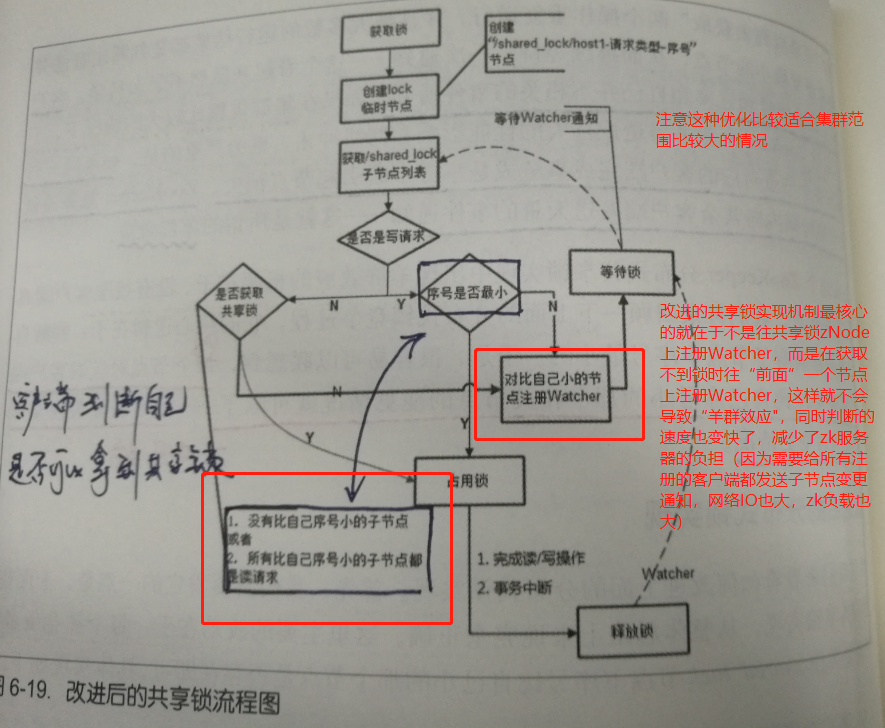 获取锁
创建
“/shared_lock/host1-请求类型-序号”
节点
创建lock
临时节点
等待Watcher通知
注意这种优化比较适合集群范
围比较大的情况
获取/shared_lock
子节点列表
是否是写请求
是否获取
共享锁
N
Y
序号是否最小
N
等待锁
改进的共享锁实现机制最核心
的就在于不是往共享锁zNode
上注册Watcher，而是在获取
不到锁时往“前面”一个节点
上注册Watcher，这样就不会
导致“羊群效应”，同时判断的
速度也变快了，减少了zk服务
器的负担（因为需要给所有注
册的客户端都发送子节点变更
通知，网络IO也大，zk负载也
大）
对比自己小的节
点注册Watcher
N
客户端判断自己
是否可以拿到共享锁
Y
Y
占用锁
1. 没有比自己序号小的子节点
或者
2. 所有比自己序号小的子节点都
是读请求
1. 完成读/写操作
2. 事务中断
Watcher
释放锁
6-19. 改进后的共享锁流程图